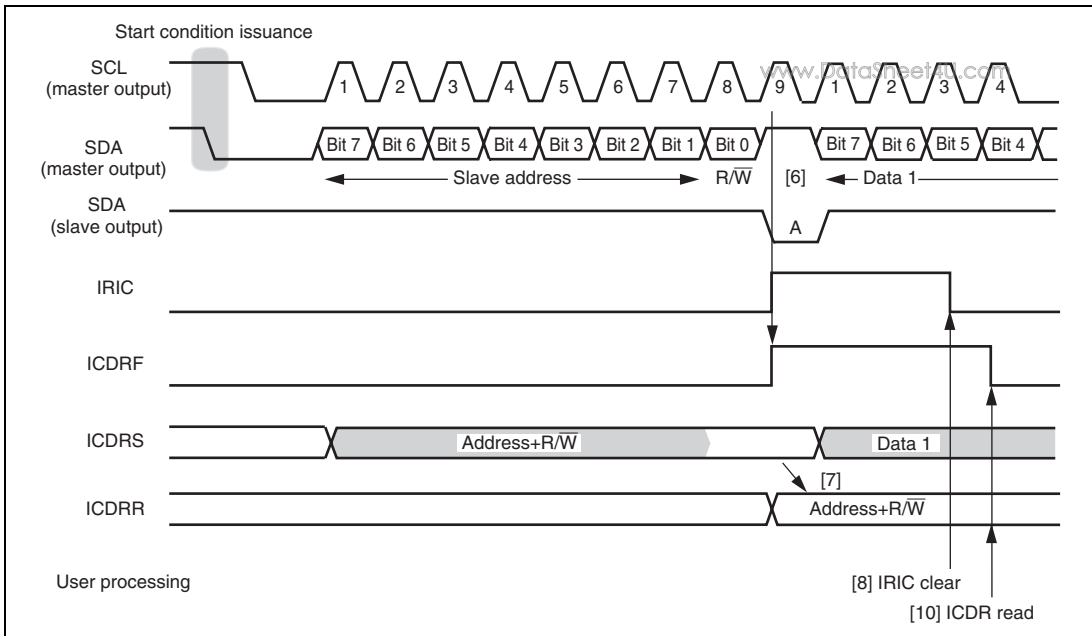 Start condition issuance
SCL
(master output)
1 2 3 4 5 6 7 8 9 1 2 3 4
www.DataSheet4U.com
SDA
(master output)
Bit 7 Bit 6 Bit 5 Bit 4 Bit 3 Bit 2 Bit 1 Bit 0 Bit 7 Bit 6 Bit 5 Bit 4
Slave address R/W̅ [6] Data 1
SDA
(slave output)
A
IRIC
ICDRF
ICDRS
Address+R/W̅ Data 1
[7]
ICDRR
Address+R/W̅
User processing
[8] IRIC clear
[10] ICDR read